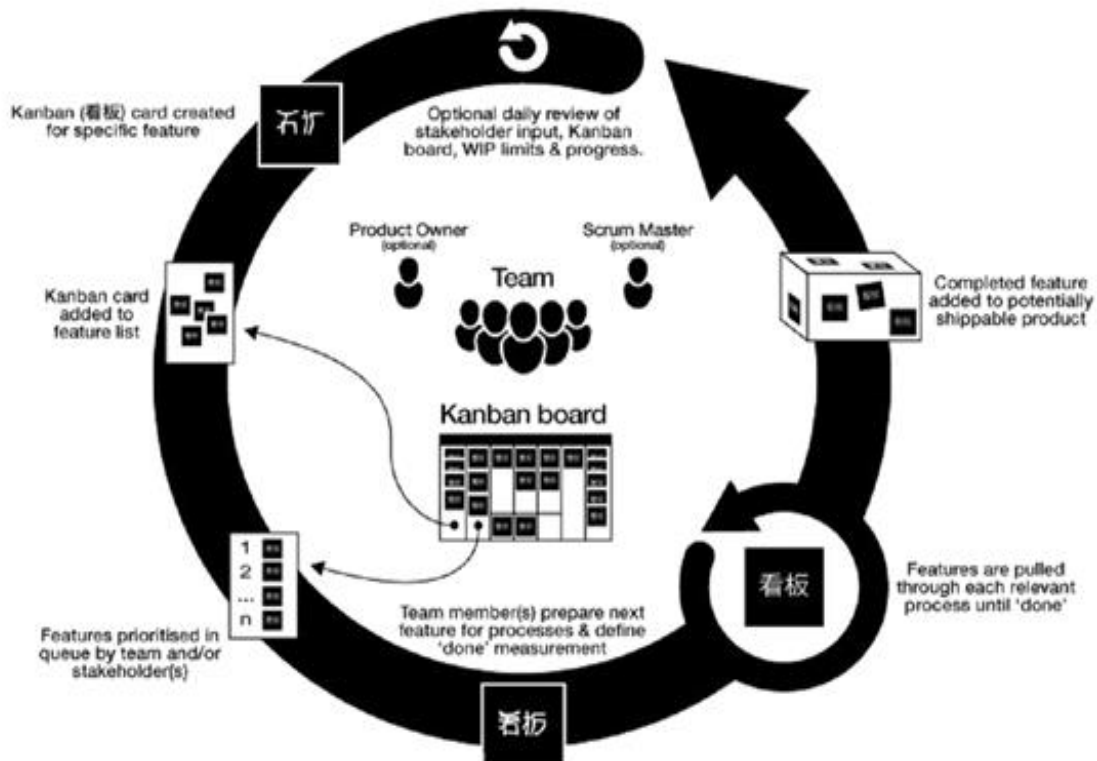 Optional daily review of
stakeholder input, Kanban
board, WIP limits & progress.
Kanban (看板) card created
for specific feature
Product Owner
(optional)
Scrum Master
(optional)
Team
Kanban card
added to
feature list
Completed feature
added to potentially
shippable product
Kanban board
1
2
...
n
Features prioritised in
queue by team and/or
stakeholder(s)
Team member(s) prepare next
feature for processes & define
'done' measurement
看板
Features are pulled
through each relevant
process until 'done'